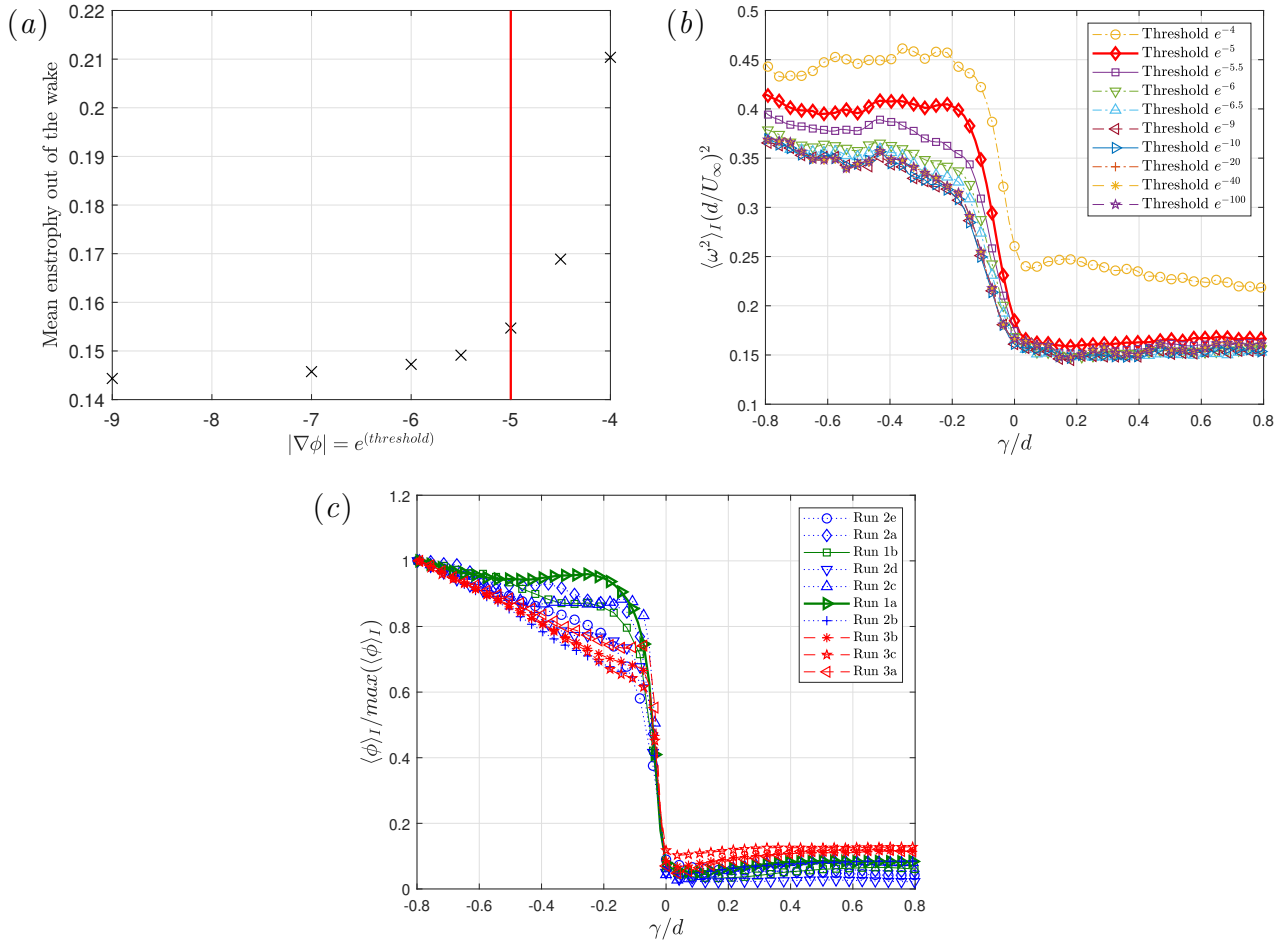 (a)
Mean enstrophy out of the wake
0.22
0.21
0.2
0.19
0.18
0.17
0.16
0.15
0.14
-9
-8
-7
-6
-5
-4
|∇ϕ| = e^(threshold)
(b)
⟨ω²⟩_I(d/U_∞)²
0.5
0.45
0.4
0.35
0.3
0.25
0.2
0.15
0.1
-0.8
-0.6
-0.4
-0.2
0
0.2
0.4
0.6
0.8
γ/d
Threshold e^−4
Threshold e^−5
Threshold e^−5.5
Threshold e^−6
Threshold e^−6.5
Threshold e^−9
Threshold e^−10
Threshold e^−20
Threshold e^−40
Threshold e^−100
(c)
⟨ϕ⟩_I/max(⟨ϕ⟩_I)
1.2
1
0.8
0.6
0.4
0.2
0
-0.8
-0.6
-0.4
-0.2
0
0.2
0.4
0.6
0.8
γ/d
Run 2e
Run 2a
Run 1b
Run 2d
Run 2c
Run 1a
Run 2b
Run 3b
Run 3c
Run 3a